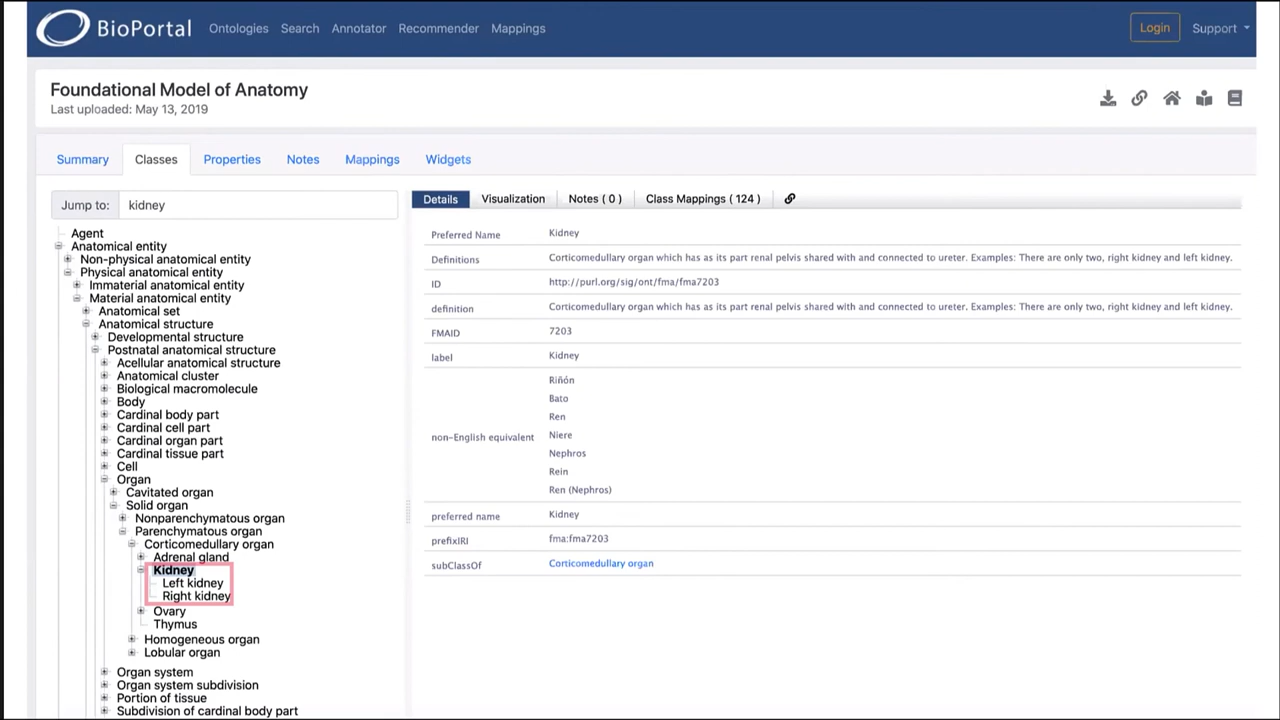 BioPortal Ontologies Search Annotator Recommender Mappings Login Support
Foundational Model of Anatomy
Last uploaded: May 13, 2019
Summary Classes Properties Notes Mappings Widgets
Jump to: kidney
Agent
Anatomical entity
Non-physical anatomical entity
Physical anatomical entity
Immaterial anatomical entity
Material anatomical entity
Anatomical set
Anatomical structure
Developmental structure
Postnatal anatomical structure
Acellular anatomical structure
Anatomical cluster
Biological macromolecule
Body
Cardinal body part
Cardinal cell part
Cardinal organ part
Cardinal tissue part
Cell
Organ
Cavitated organ
Solid organ
Nonparenchymatous organ
Parenchymatous organ
Corticomedullary organ
Adrenal gland
Kidney
Left kidney
Right kidney
Ovary
Thymus
Homogeneous organ
Lobular organ
Organ system
Organ system subdivision
Portion of tissue
Subdivision of cardinal body part
Details Visualization Notes ( 0 ) Class Mappings ( 124 )
Preferred Name Kidney
Definitions Corticomedullary organ which has as its part renal pelvis shared with and connected to ureter. Examples: There are only two, right kidney and left kidney.
ID http://purl.org/sig/ont/fma/fma7203
definition Corticomedullary organ which has as its part renal pelvis shared with and connected to ureter. Examples: There are only two, right kidney and left kidney.
FMAID 7203
label Kidney
non-English equivalent
Riñón
Bato
Ren
Niere
Nephros
Rein
Ren (Nephros)
preferred name Kidney
prefixIRI fma:fma7203
subClassOf Corticomedullary organ